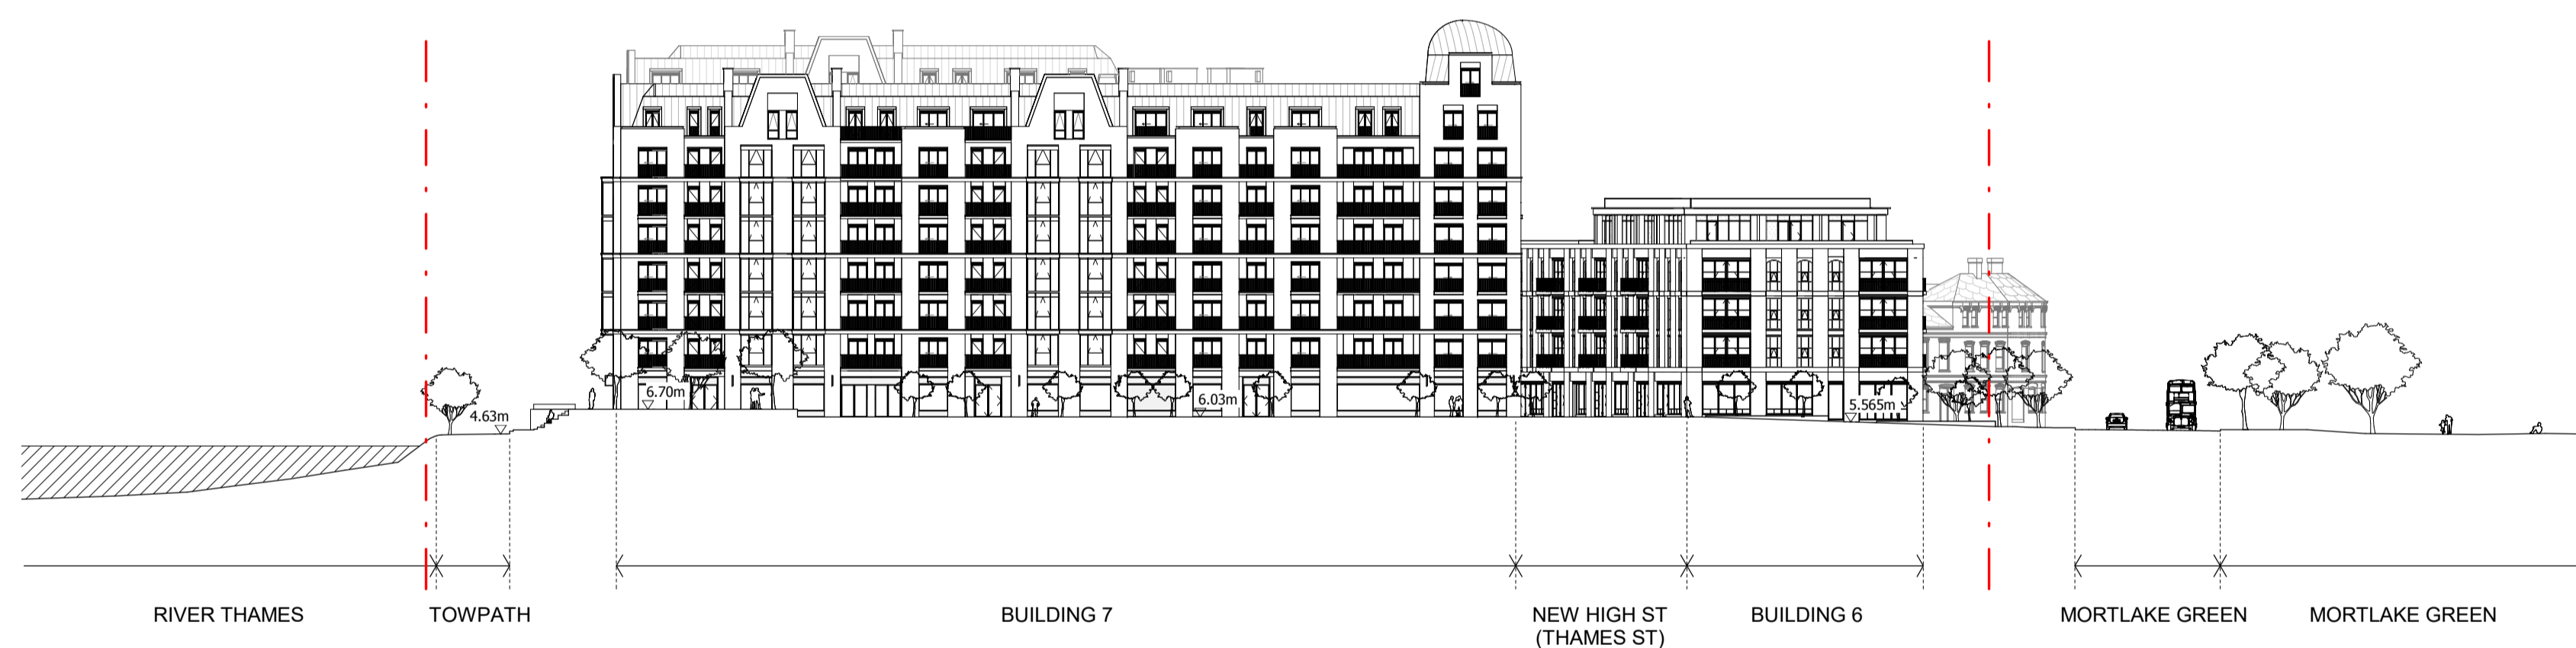 6.70m
6.03m
5.565m
4.63m
RIVER THAMES
TOWPATH
BUILDING 7
NEW HIGH ST
(THAMES ST)
BUILDING 6
MORTLAKE GREEN
MORTLAKE GREEN